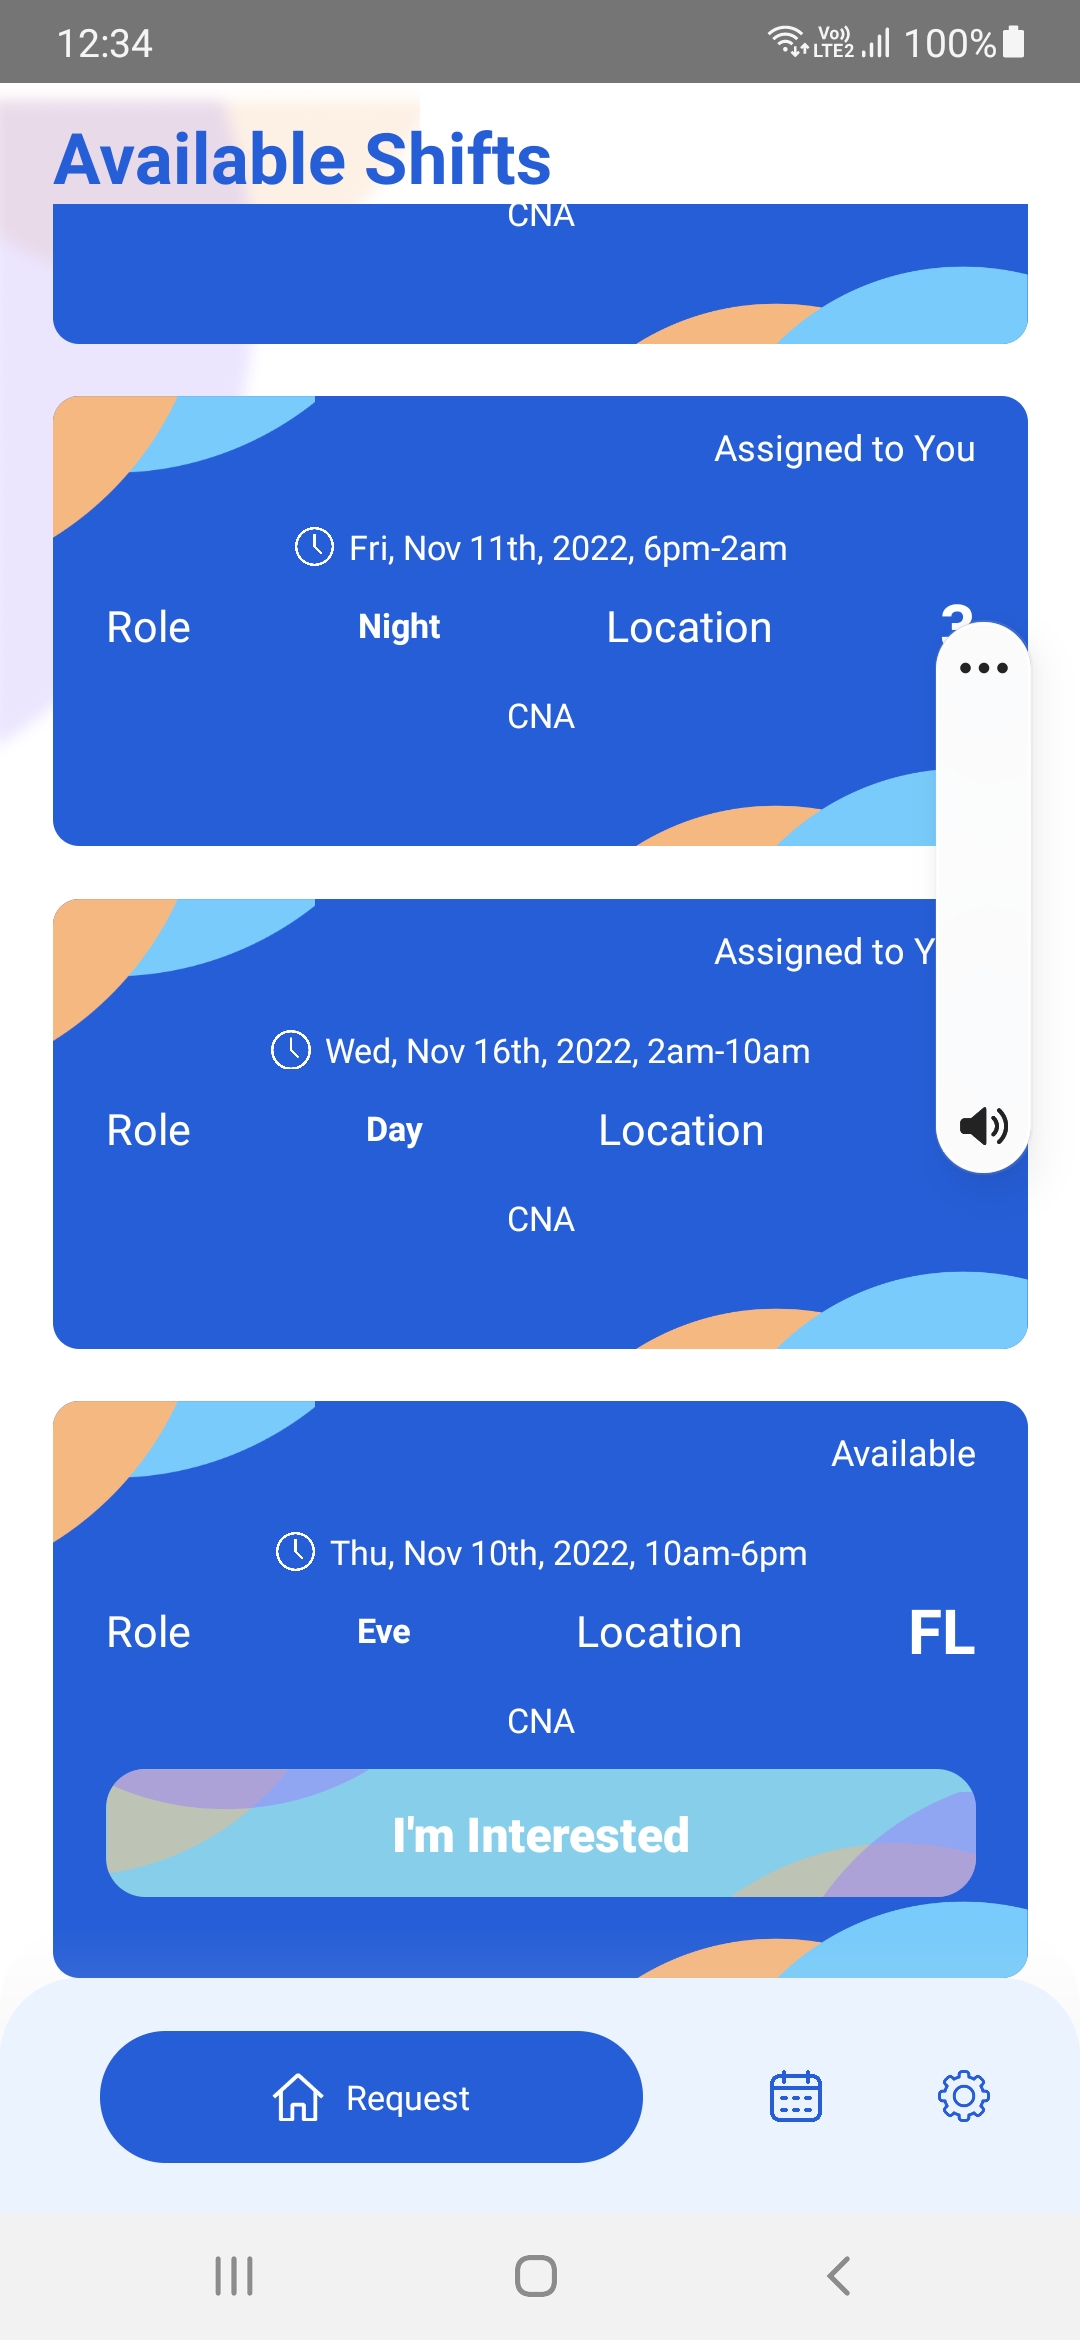 12:34 Vo)) LTE2 100%
Available Shifts
CNA
Assigned to You
Fri, Nov 11th, 2022, 6pm-2am
Role Night Location 3
CNA
Assigned to
Wed, Nov 16th, 2022, 2am-10am
Role Day Location
CNA
Available
Thu, Nov 10th, 2022, 10am-6pm
Role Eve Location FL
CNA
I'm Interested
Request